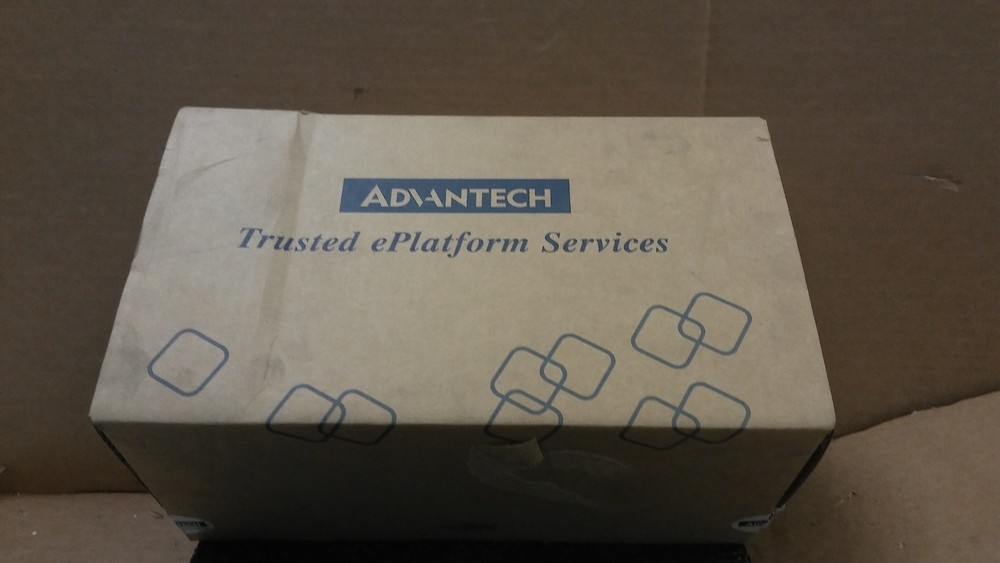 ADVANTECH
Trusted ePlatform Services